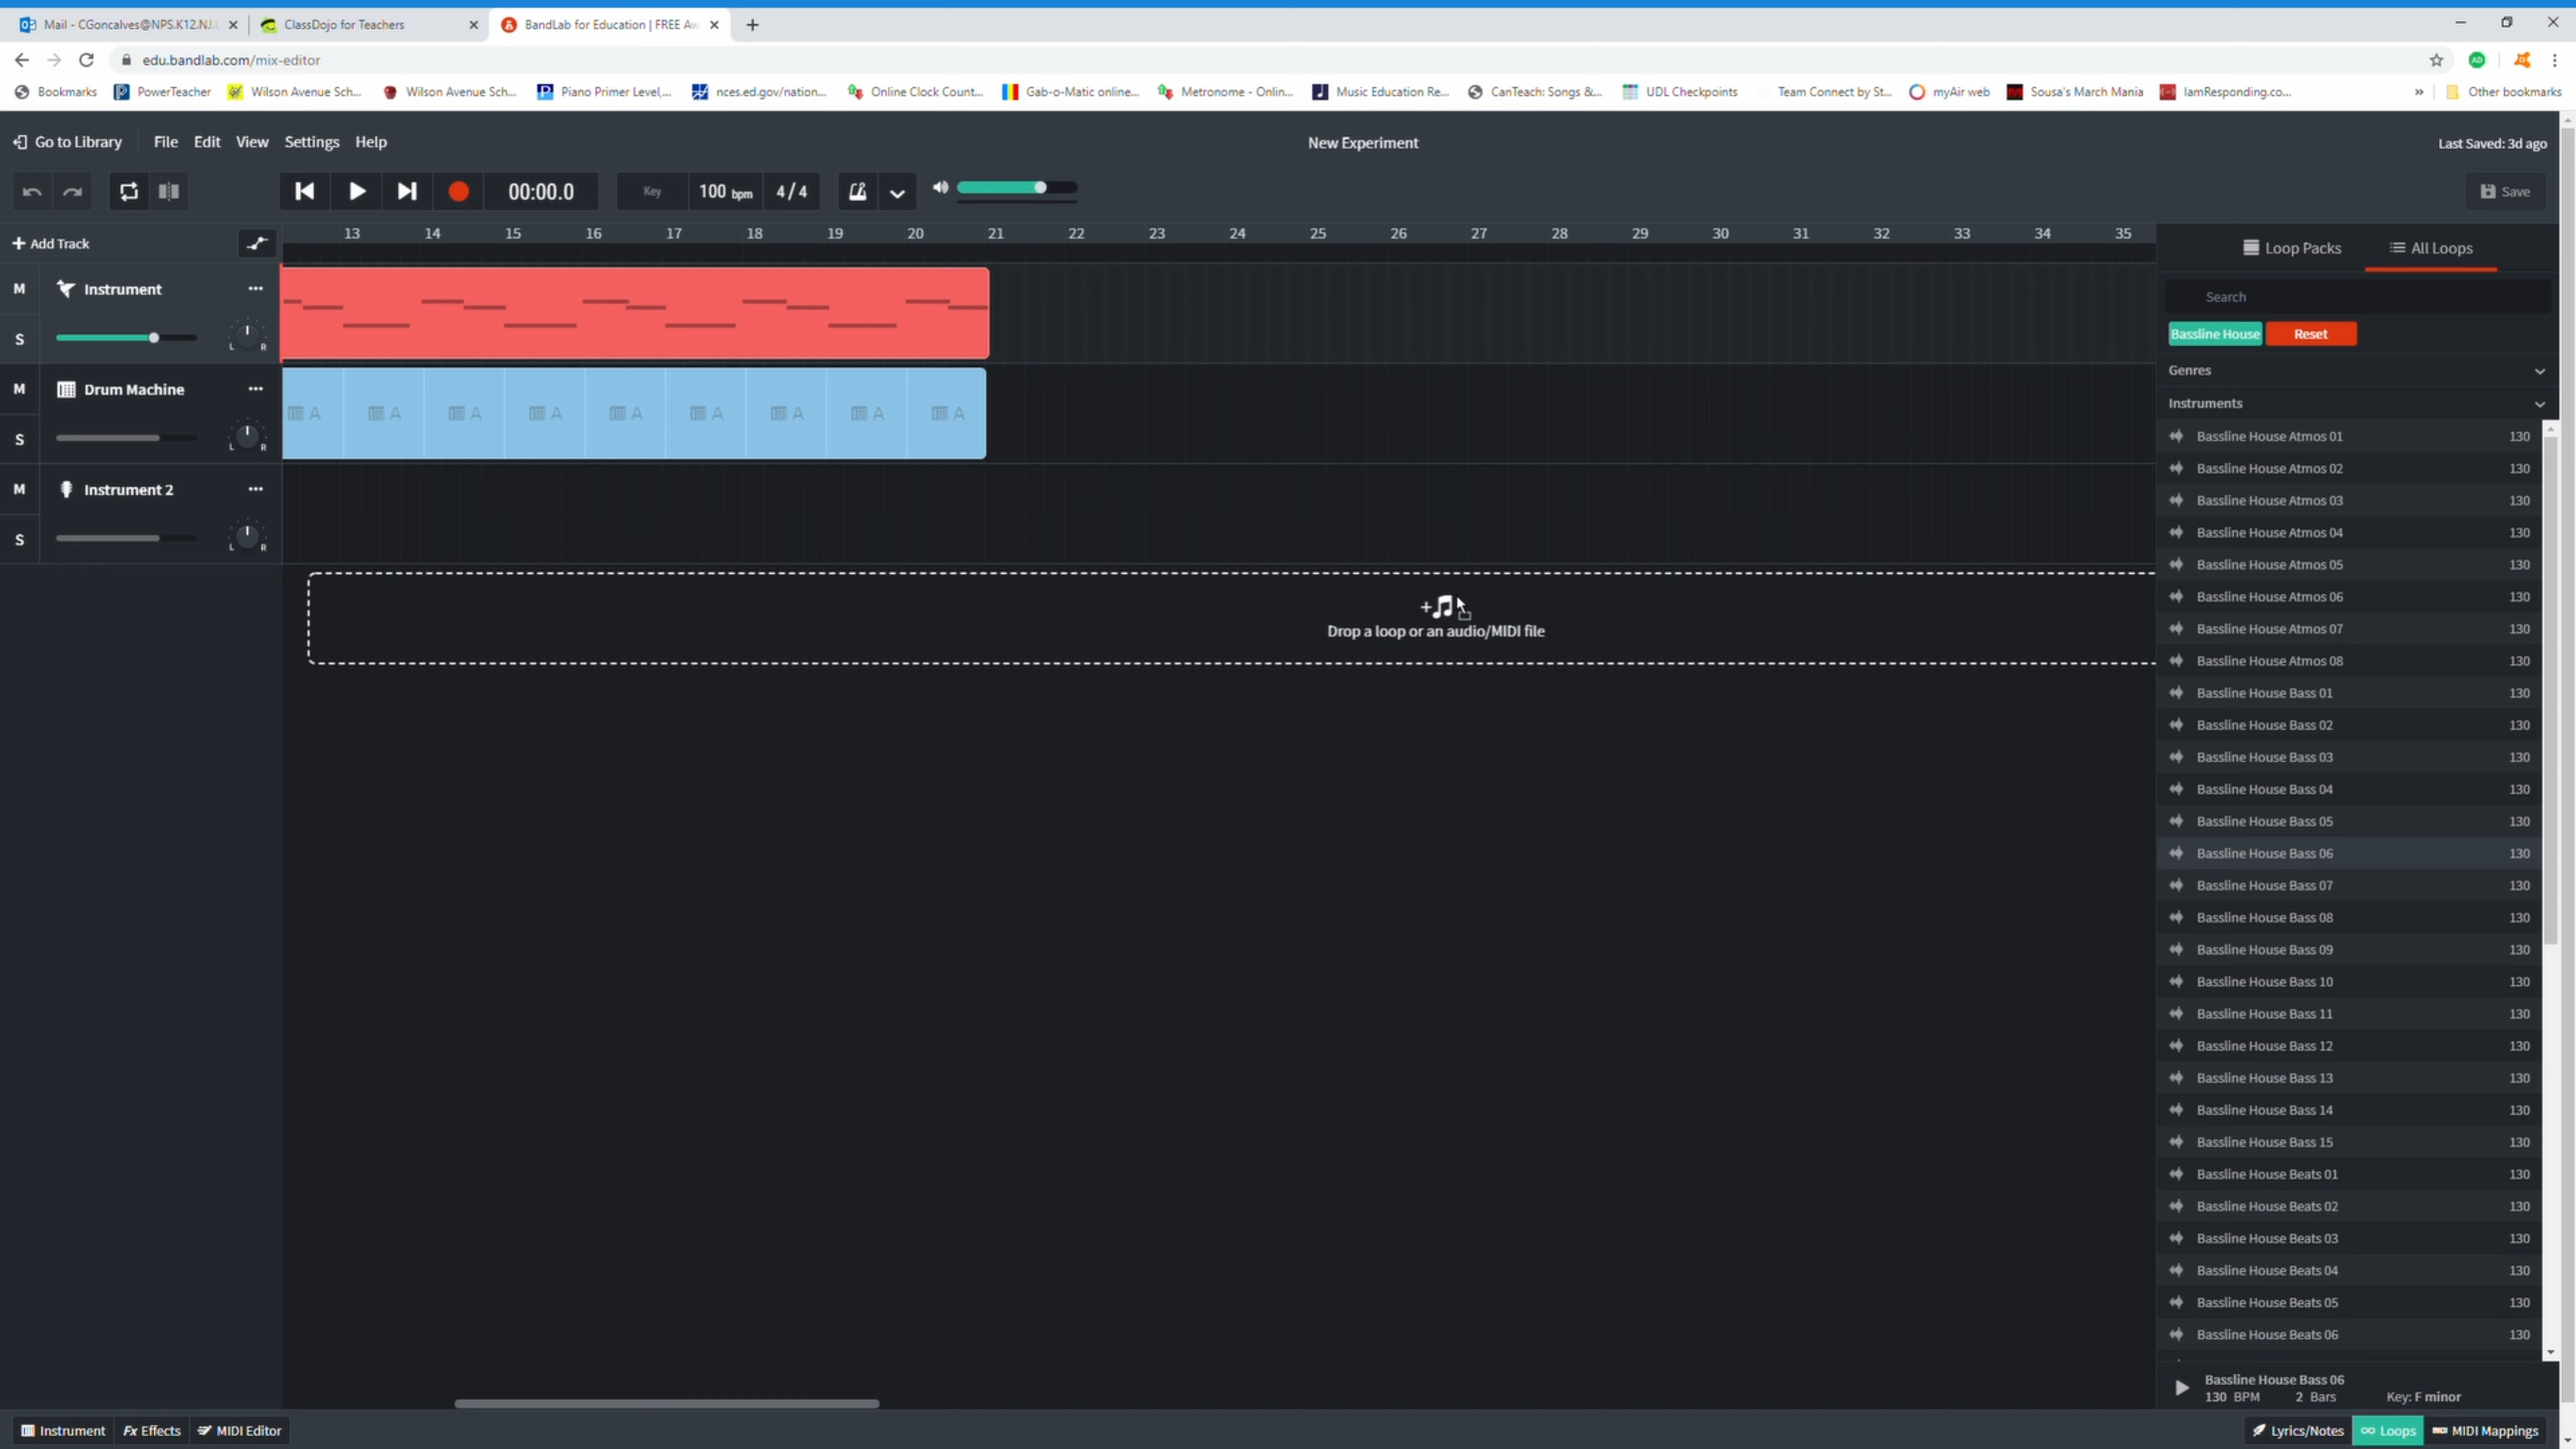 Mail - CGoncalves@NPS.K12.NJ.
ClassDojo for Teachers
BandLab for Education | FREE Aw
edu.bandlab.com/mix-editor
Bookmarks PowerTeacher Wilson Avenue Sch... Wilson Avenue Sch... Piano Primer Level,... nces.ed.gov/nation... Online Clock Count... Gab-o-Matic online... Metronome - Onlin... Music Education Re... CanTeach: Songs &... UDL Checkpoints Team Connect by St... myAir web Sousa's March Mania IamResponding.co... » Other bookmarks
Go to Library File Edit View Settings Help
New Experiment
Last Saved: 3d ago
00:00.0 Key 100 bpm 4/4
Save
+ Add Track
13 14 15 16 17 18 19 20 21 22 23 24 25 26 27 28 29 30 31 32 33 34 35
M Instrument ...
S L R
M Drum Machine ...
A A A A A A A A A
S L R
M Instrument 2 ...
S L R
Drop a loop or an audio/MIDI file
Loop Packs All Loops
Search
Bassline House Reset
Genres
Instruments
Bassline House Atmos 01 130
Bassline House Atmos 02 130
Bassline House Atmos 03 130
Bassline House Atmos 04 130
Bassline House Atmos 05 130
Bassline House Atmos 06 130
Bassline House Atmos 07 130
Bassline House Atmos 08 130
Bassline House Bass 01 130
Bassline House Bass 02 130
Bassline House Bass 03 130
Bassline House Bass 04 130
Bassline House Bass 05 130
Bassline House Bass 06 130
Bassline House Bass 07 130
Bassline House Bass 08 130
Bassline House Bass 09 130
Bassline House Bass 10 130
Bassline House Bass 11 130
Bassline House Bass 12 130
Bassline House Bass 13 130
Bassline House Bass 14 130
Bassline House Bass 15 130
Bassline House Beats 01 130
Bassline House Beats 02 130
Bassline House Beats 03 130
Bassline House Beats 04 130
Bassline House Beats 05 130
Bassline House Beats 06 130
Bassline House Bass 06
130 BPM 2 Bars Key: F minor
Instrument Fx Effects MIDI Editor
Lyrics/Notes Loops MIDI Mappings